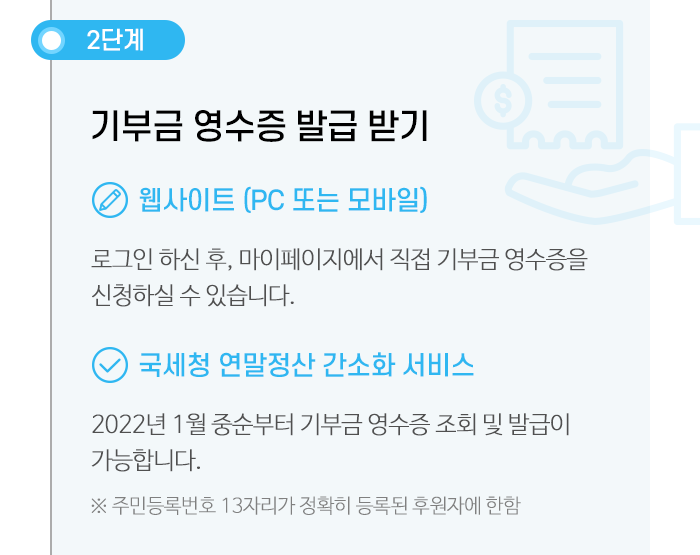 2단계
기부금 영수증 발급 받기
웹사이트 (PC 또는 모바일)
로그인 하신 후, 마이페이지에서 직접 기부금 영수증을
신청하실 수 있습니다.
국세청 연말정산 간소화 서비스
2022년 1월 중순부터 기부금 영수증 조회 및 발급이
가능합니다.
※ 주민등록번호 13자리가 정확히 등록된 후원자에 한함